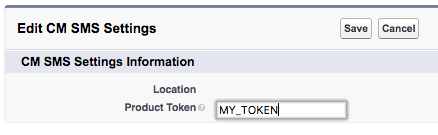 Edit CM SMS Settings
Save
Cancel
CM SMS Settings Information
Location
Product Token
MY_TOKEN